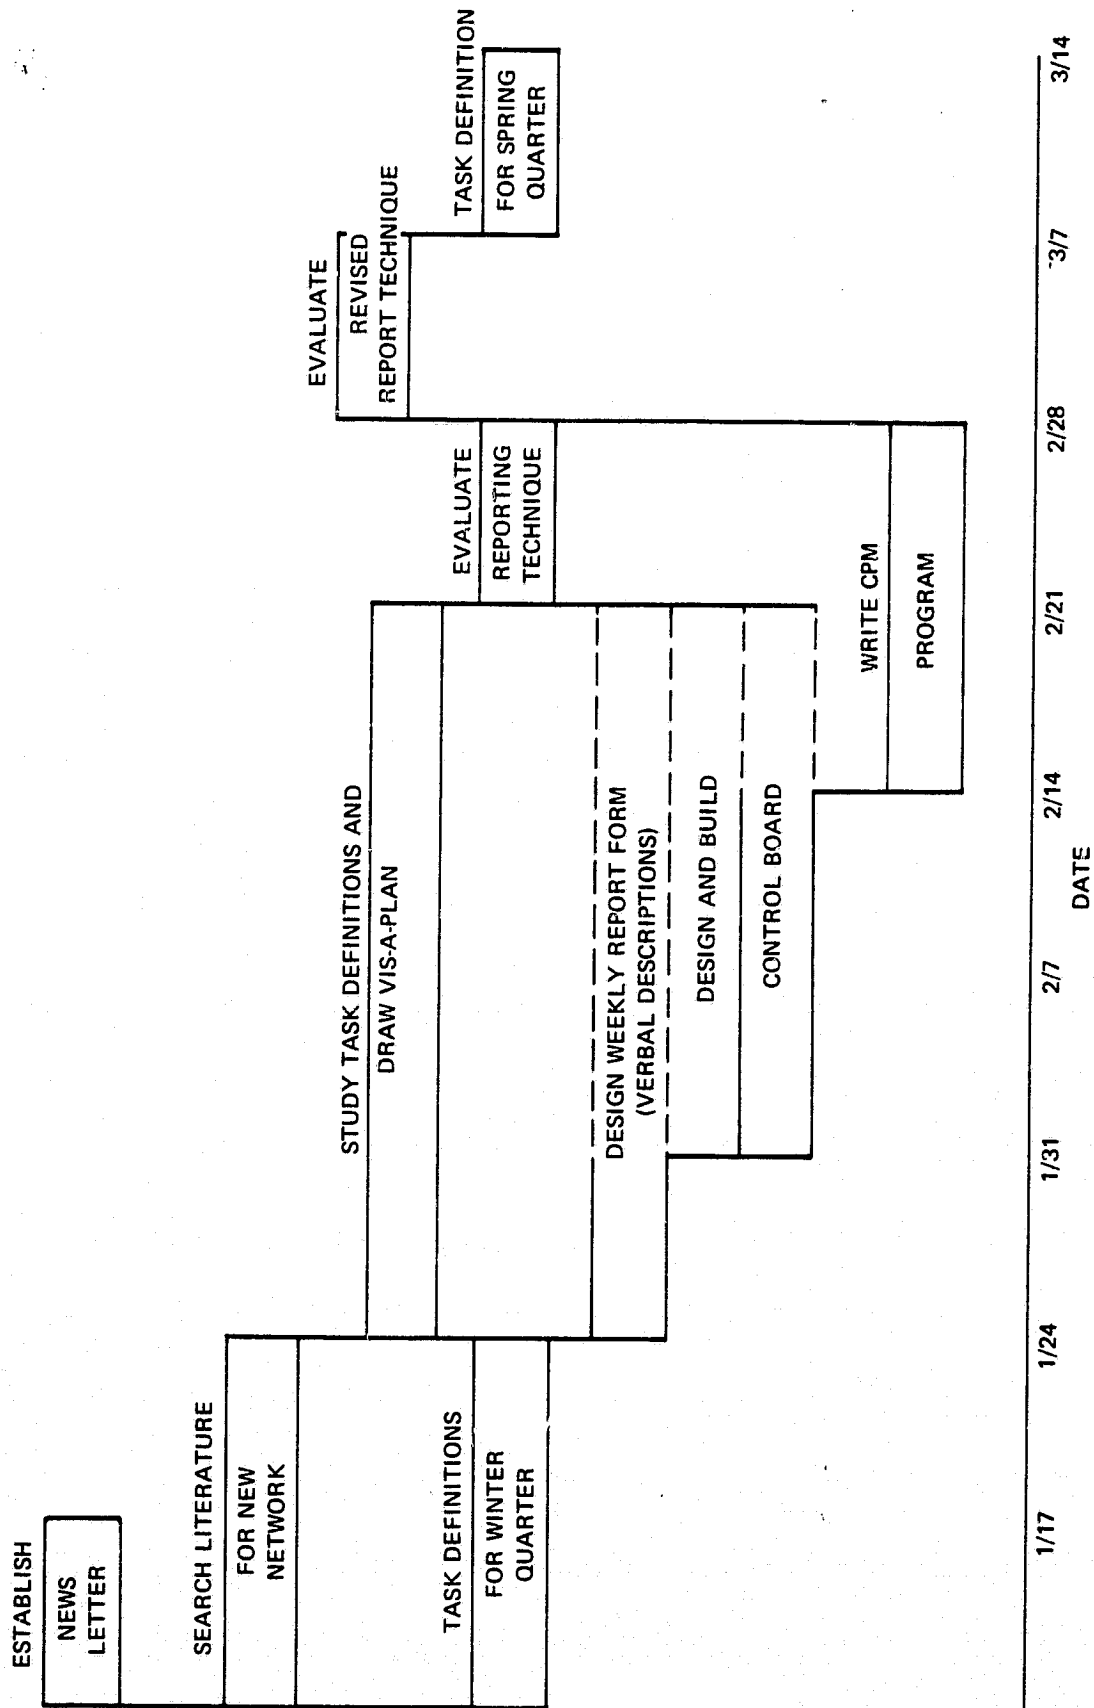 ESTABLISH
NEWS
LETTER
SEARCH LITERATURE
FOR NEW
NETWORK
TASK DEFINITIONS
FOR WINTER
QUARTER
STUDY TASK DEFINITIONS AND
DRAW VIS-A-PLAN
DESIGN WEEKLY REPORT FORM
(VERBAL DESCRIPTIONS)
DESIGN AND BUILD
CONTROL BOARD
WRITE CPM
PROGRAM
EVALUATE
REPORTING
TECHNIQUE
EVALUATE
REVISED
REPORT TECHNIQUE
TASK DEFINITION
FOR SPRING
QUARTER
1/17
1/24
1/31
2/7
2/14
2/21
2/28
3/7
3/14
DATE